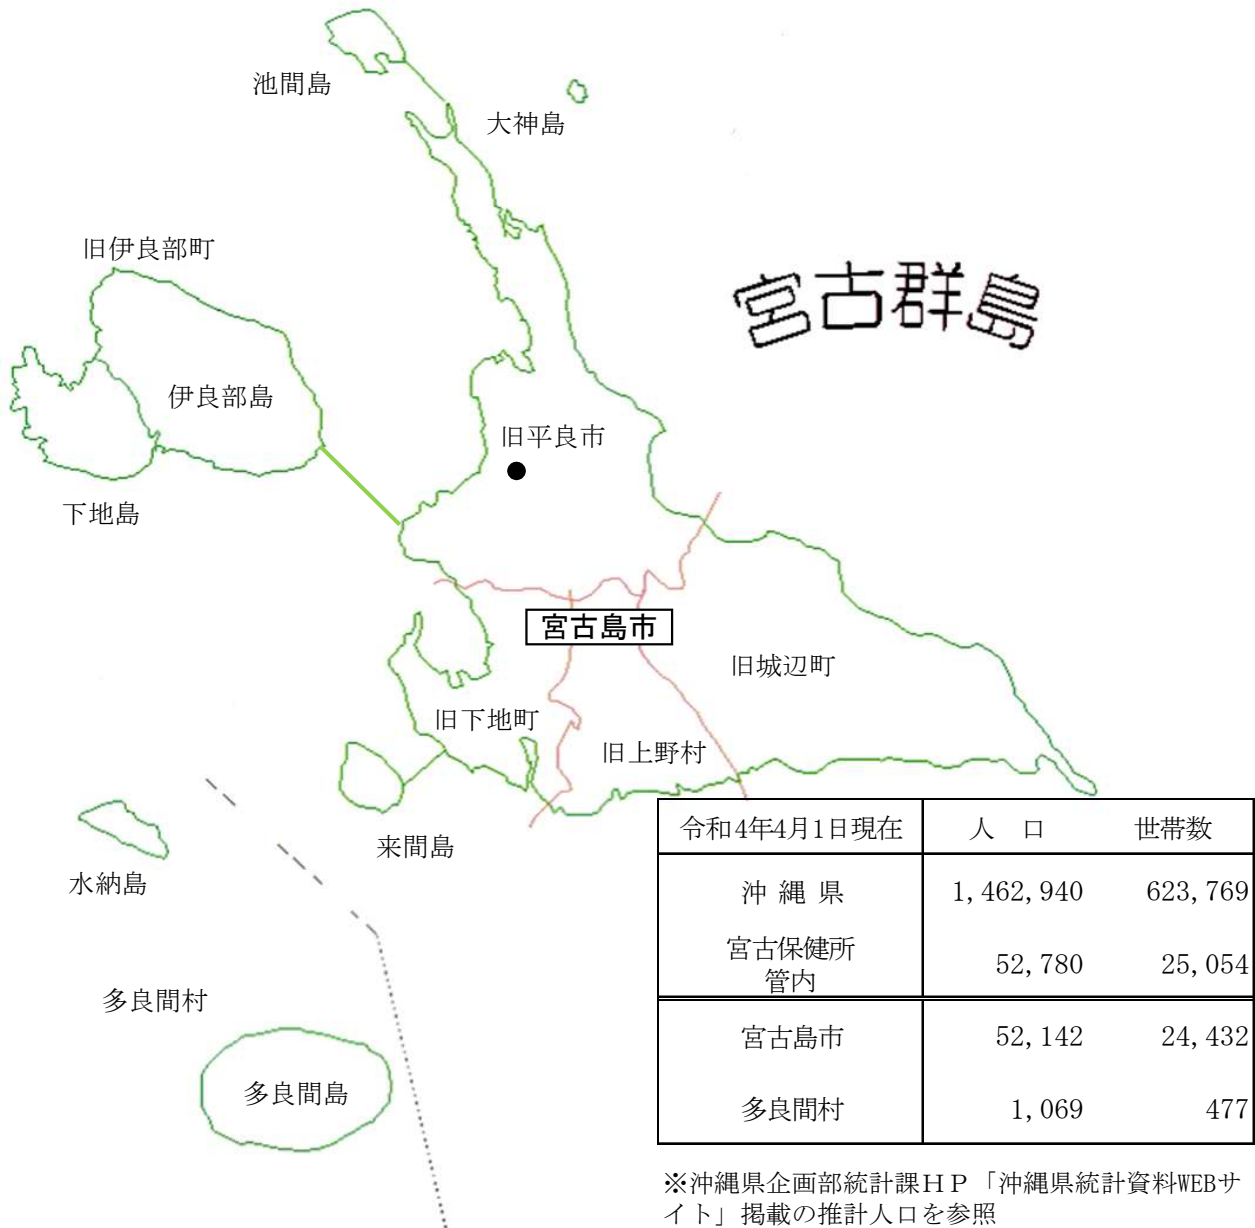 池間島
大神島
旧伊良部町
宮古群島
伊良部島
旧平良市
下地島
宮古島市
旧城辺町
旧下地町
旧上野村
来間島
水納島
多良間村
多良間島
令和4年4月1日現在 人 口 世帯数
沖 縄 県 1,462,940 623,769
宮古保健所
管内 52,780 25,054
宮古島市 52,142 24,432
多良間村 1,069 477
※沖縄県企画部統計課HP「沖縄県統計資料WEBサ
イト」掲載の推計人口を参照